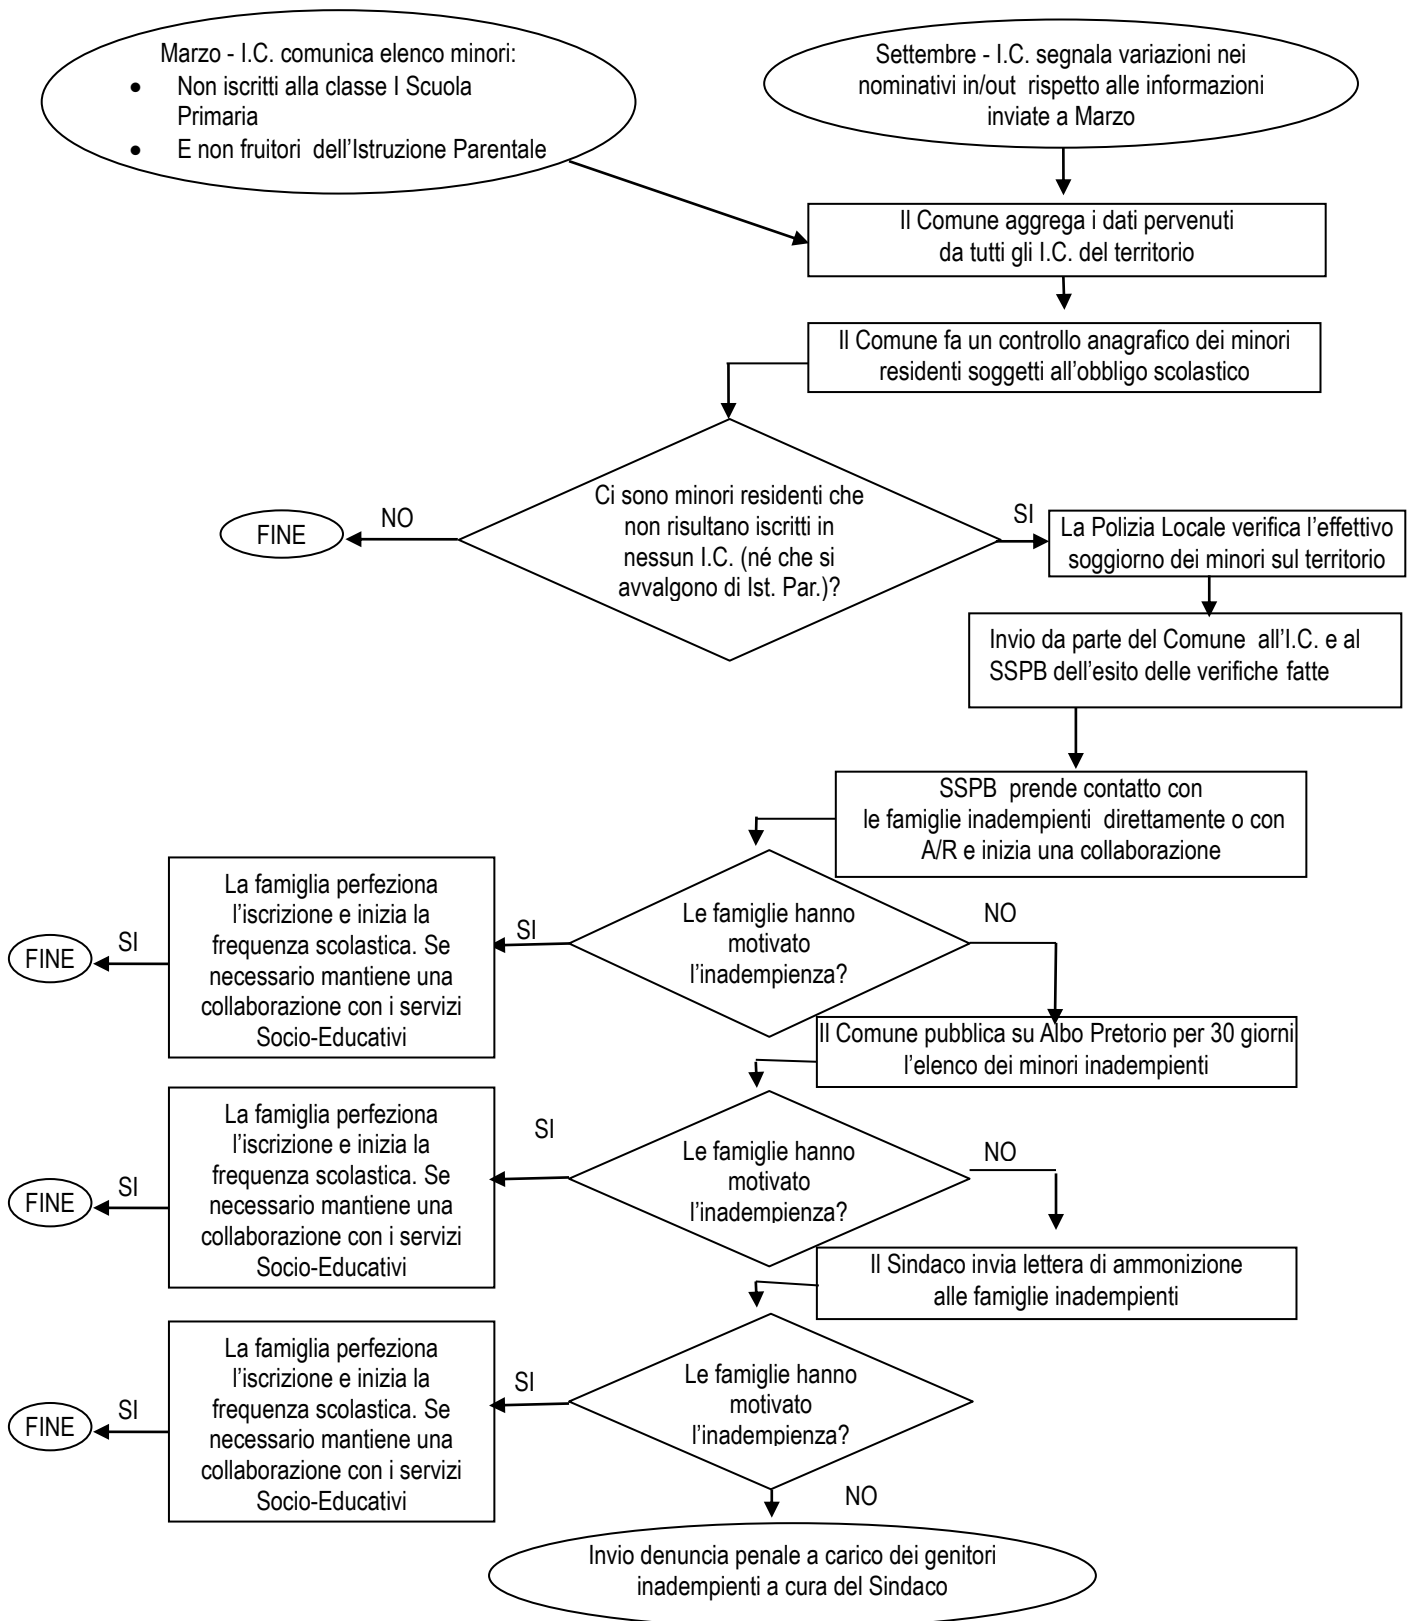 Marzo - I.C. comunica elenco minori:
• Non iscritti alla classe I Scuola
Primaria
• E non fruitori dell'Istruzione Parentale
Settembre - I.C. segnala variazioni nei
nominativi in/out rispetto alle informazioni
inviate a Marzo
Il Comune aggrega i dati pervenuti
da tutti gli I.C. del territorio
Il Comune fa un controllo anagrafico dei minori
residenti soggetti all'obbligo scolastico
Ci sono minori residenti che
non risultano iscritti in
nessun I.C. (né che si
avvalgono di Ist. Par.)?
NO
FINE
SI
La Polizia Locale verifica l'effettivo
soggiorno dei minori sul territorio
Invio da parte del Comune all'I.C. e al
SSPB dell'esito delle verifiche fatte
SSPB prende contatto con
le famiglie inadempienti direttamente o con
A/R e inizia una collaborazione
Le famiglie hanno
motivato
l'inadempienza?
SI
La famiglia perfeziona
l'iscrizione e inizia la
frequenza scolastica. Se
necessario mantiene una
collaborazione con i servizi
Socio-Educativi
SI
FINE
NO
Il Comune pubblica su Albo Pretorio per 30 giorni
l'elenco dei minori inadempienti
Le famiglie hanno
motivato
l'inadempienza?
SI
La famiglia perfeziona
l'iscrizione e inizia la
frequenza scolastica. Se
necessario mantiene una
collaborazione con i servizi
Socio-Educativi
SI
FINE
NO
Il Sindaco invia lettera di ammonizione
alle famiglie inadempienti
Le famiglie hanno
motivato
l'inadempienza?
SI
La famiglia perfeziona
l'iscrizione e inizia la
frequenza scolastica. Se
necessario mantiene una
collaborazione con i servizi
Socio-Educativi
SI
FINE
NO
Invio denuncia penale a carico dei genitori
inadempienti a cura del Sindaco